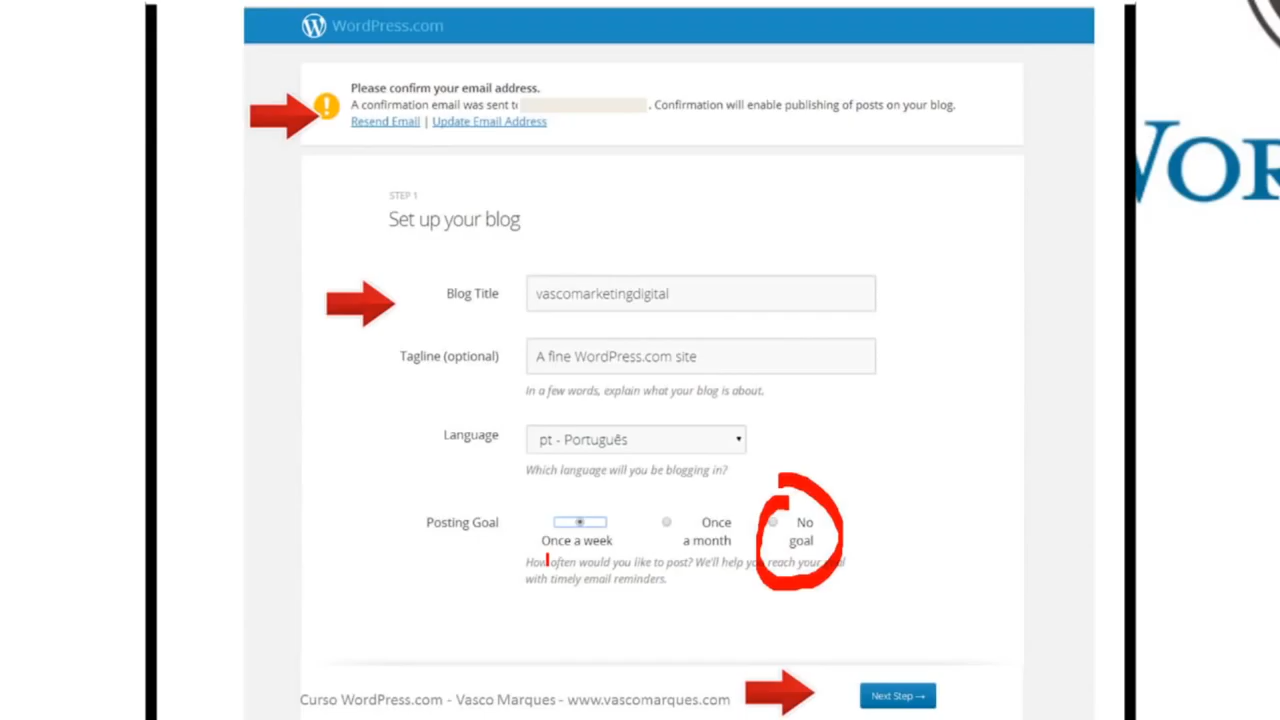 WordPress.com
Please confirm your email address.
A confirmation email was sent to . Confirmation will enable publishing of posts on your blog.
Resend Email | Update Email Address
STEP 1
Set up your blog
Blog Title
vascomarketingdigital
Tagline (optional)
A fine WordPress.com site
In a few words, explain what your blog is about.
Language
pt - Português
Which language will you be blogging in?
Posting Goal
Once a week
Once
a month
No
goal
How often would you like to post? We'll help you reach your goal
with timely email reminders.
Curso WordPress.com - Vasco Marques - www.vascomarques.com
Next Step →